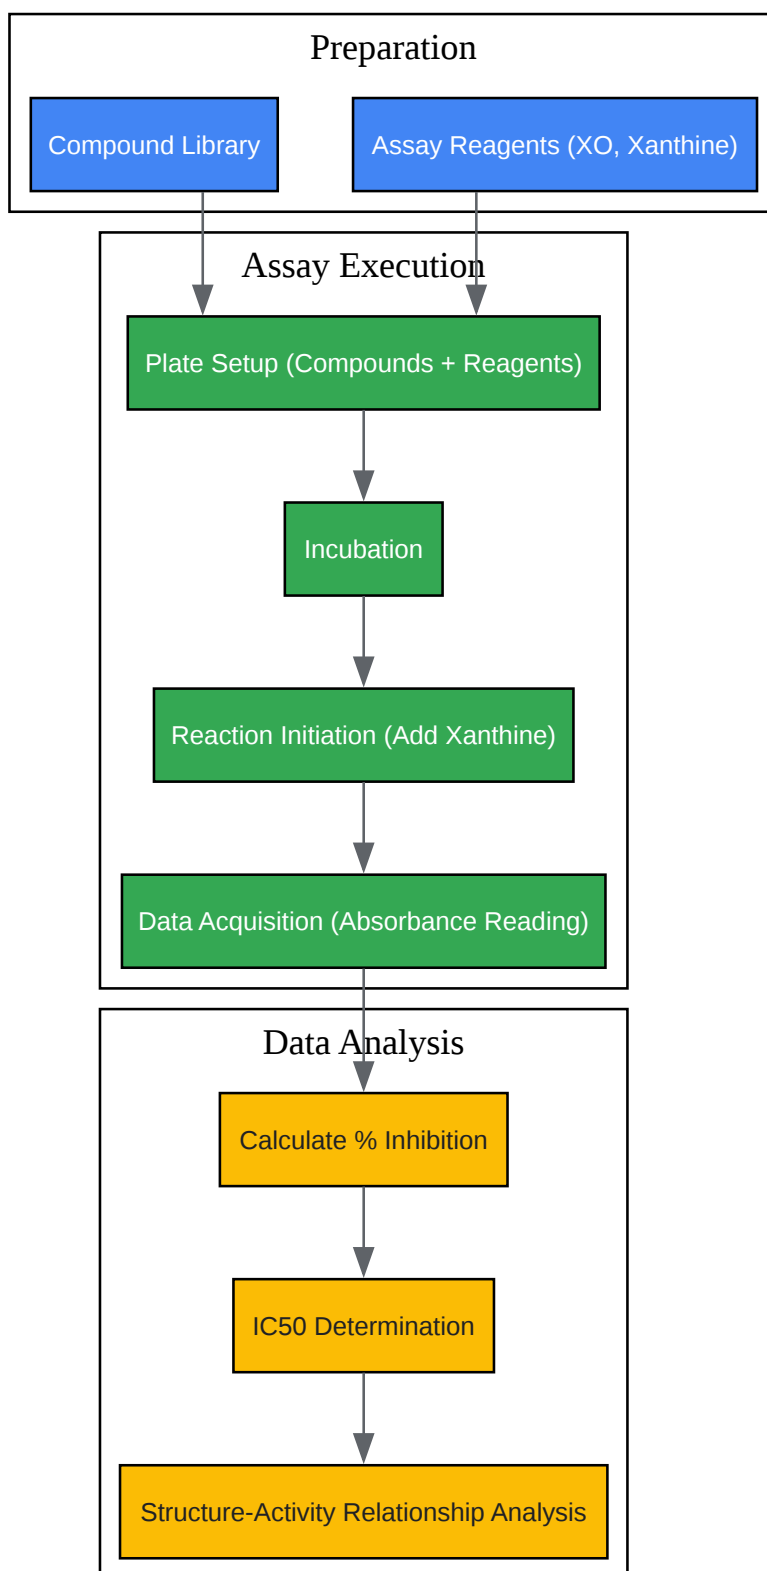 Preparation
Compound Library
Assay Reagents (XO, Xanthine)
Assay Execution
Plate Setup (Compounds + Reagents)
Incubation
Reaction Initiation (Add Xanthine)
Data Acquisition (Absorbance Reading)
Data Analysis
Calculate % Inhibition
IC50 Determination
Structure-Activity Relationship Analysis